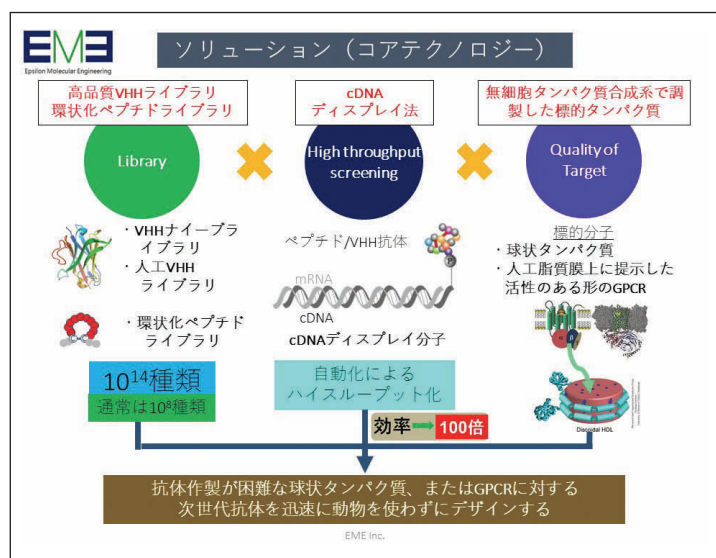 EME
Epsilon Molecular Engineering
ソリューション（コアテクノロジー）
高品質VHHライブラリ
環状化ペプチドライブラリ
cDNA
ディスプレイ法
無細胞タンパク質合成系で調
製した標的タンパク質
Library
High throughput
screening
Quality of
Target
・VHHナイーブラ
イブラリ
・人工VHH
ライブラリ
・環状化ペプチド
ライブラリ
ペプチド/VHH抗体
P
mRNA
cDNA
cDNAディスプレイ分子
標的分子
・球状タンパク質
・人工脂質膜上に提示した
活性のある形のGPCR
Discoidal HDL
10¹⁴種類
通常は10⁸種類
自動化による
ハイスループット化
効率 100倍
抗体作製が困難な球状タンパク質、またはGPCRに対する
次世代抗体を迅速に動物を使わずにデザインする
EME Inc.